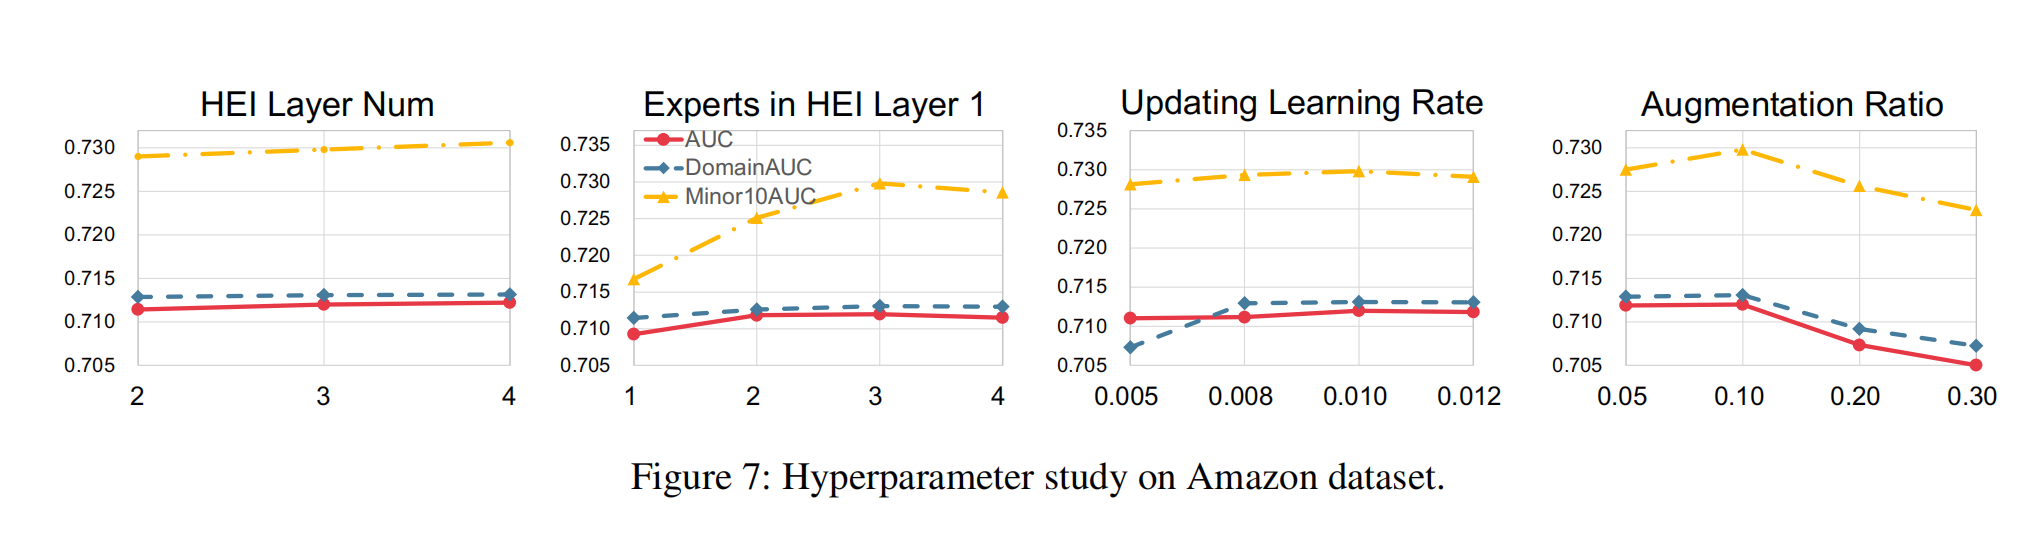 HEI Layer Num
0.730
0.725
0.720
0.715
0.710
0.705
2 3 4
Experts in HEI Layer 1
0.735
0.730
0.725
0.720
0.715
0.710
0.705
AUC
DomainAUC
Minor10AUC
1 2 3 4
Updating Learning Rate
0.735
0.730
0.725
0.720
0.715
0.710
0.705
0.005 0.008 0.010 0.012
Augmentation Ratio
0.730
0.725
0.720
0.715
0.710
0.705
0.05 0.10 0.20 0.30
Figure 7: Hyperparameter study on Amazon dataset.